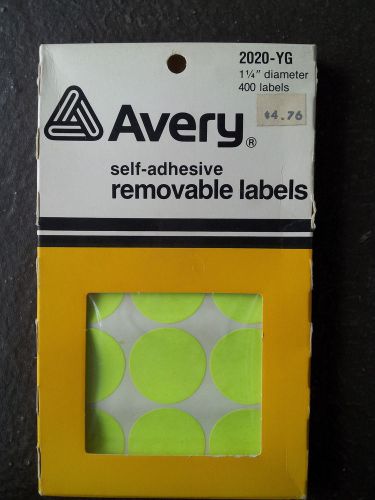 2020-YG
1¼" diameter
400 labels
$4.76
Avery®
self-adhesive
removable labels